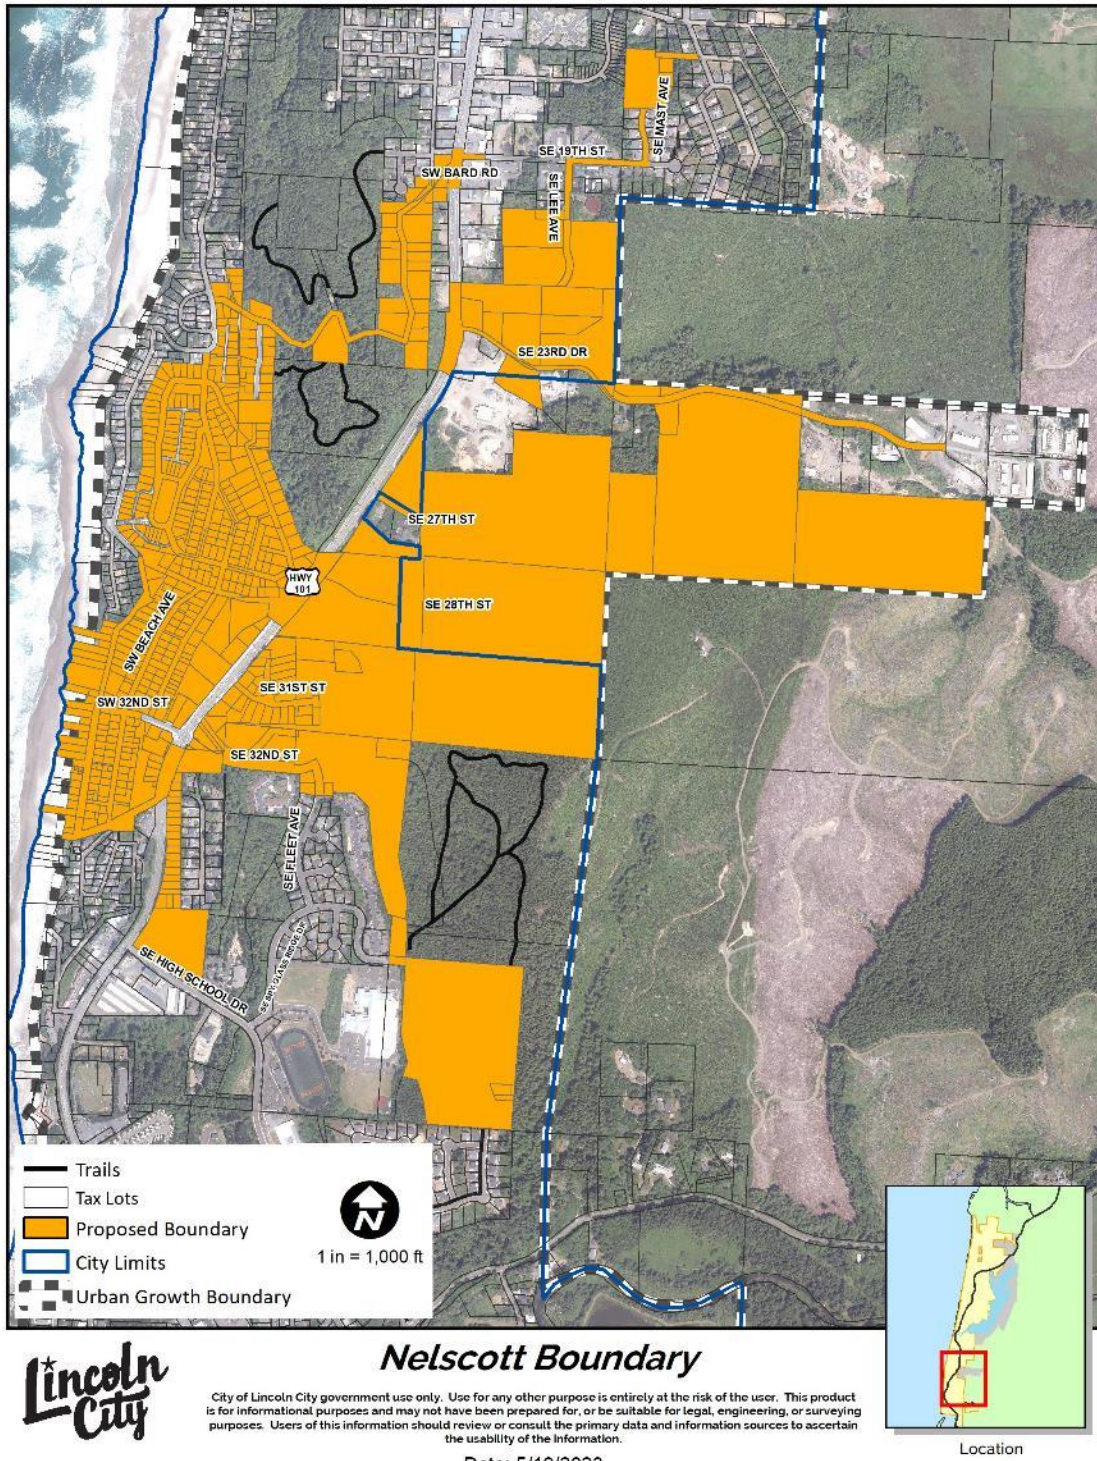 SE MAST AVE
SE 19TH ST
SW BARD RD
SE LEE AVE
SE 23RD DR
SE 27TH ST
HWY
101
SE 28TH ST
SW BEACH AVE
SE 31ST ST
SW 32ND ST
SE 32ND ST
SE FLEET AVE
SE SPY GLASS RIDGE DR
SE HIGH SCHOOL DR
Trails
Tax Lots
Proposed Boundary
City Limits
Urban Growth Boundary
N
1 in = 1,000 ft
Lincoln
City
Nelscott Boundary
City of Lincoln City government use only. Use for any other purpose is entirely at the risk of the user. This product
is for informational purposes and may not have been prepared for, or be suitable for legal, engineering, or surveying
purposes. Users of this information should review or consult the primary data and information sources to ascertain
the usability of the information.
Location